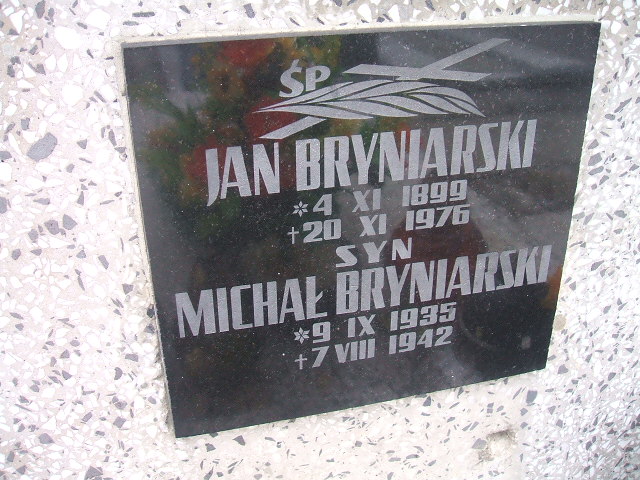 ŚP
JAN BRYNIARSKI
* 4 XI 1899
† 20 XI 1976
SYN
MICHAŁ BRYNIARSKI
* 9 IX 1935
† 7 VIII 1942